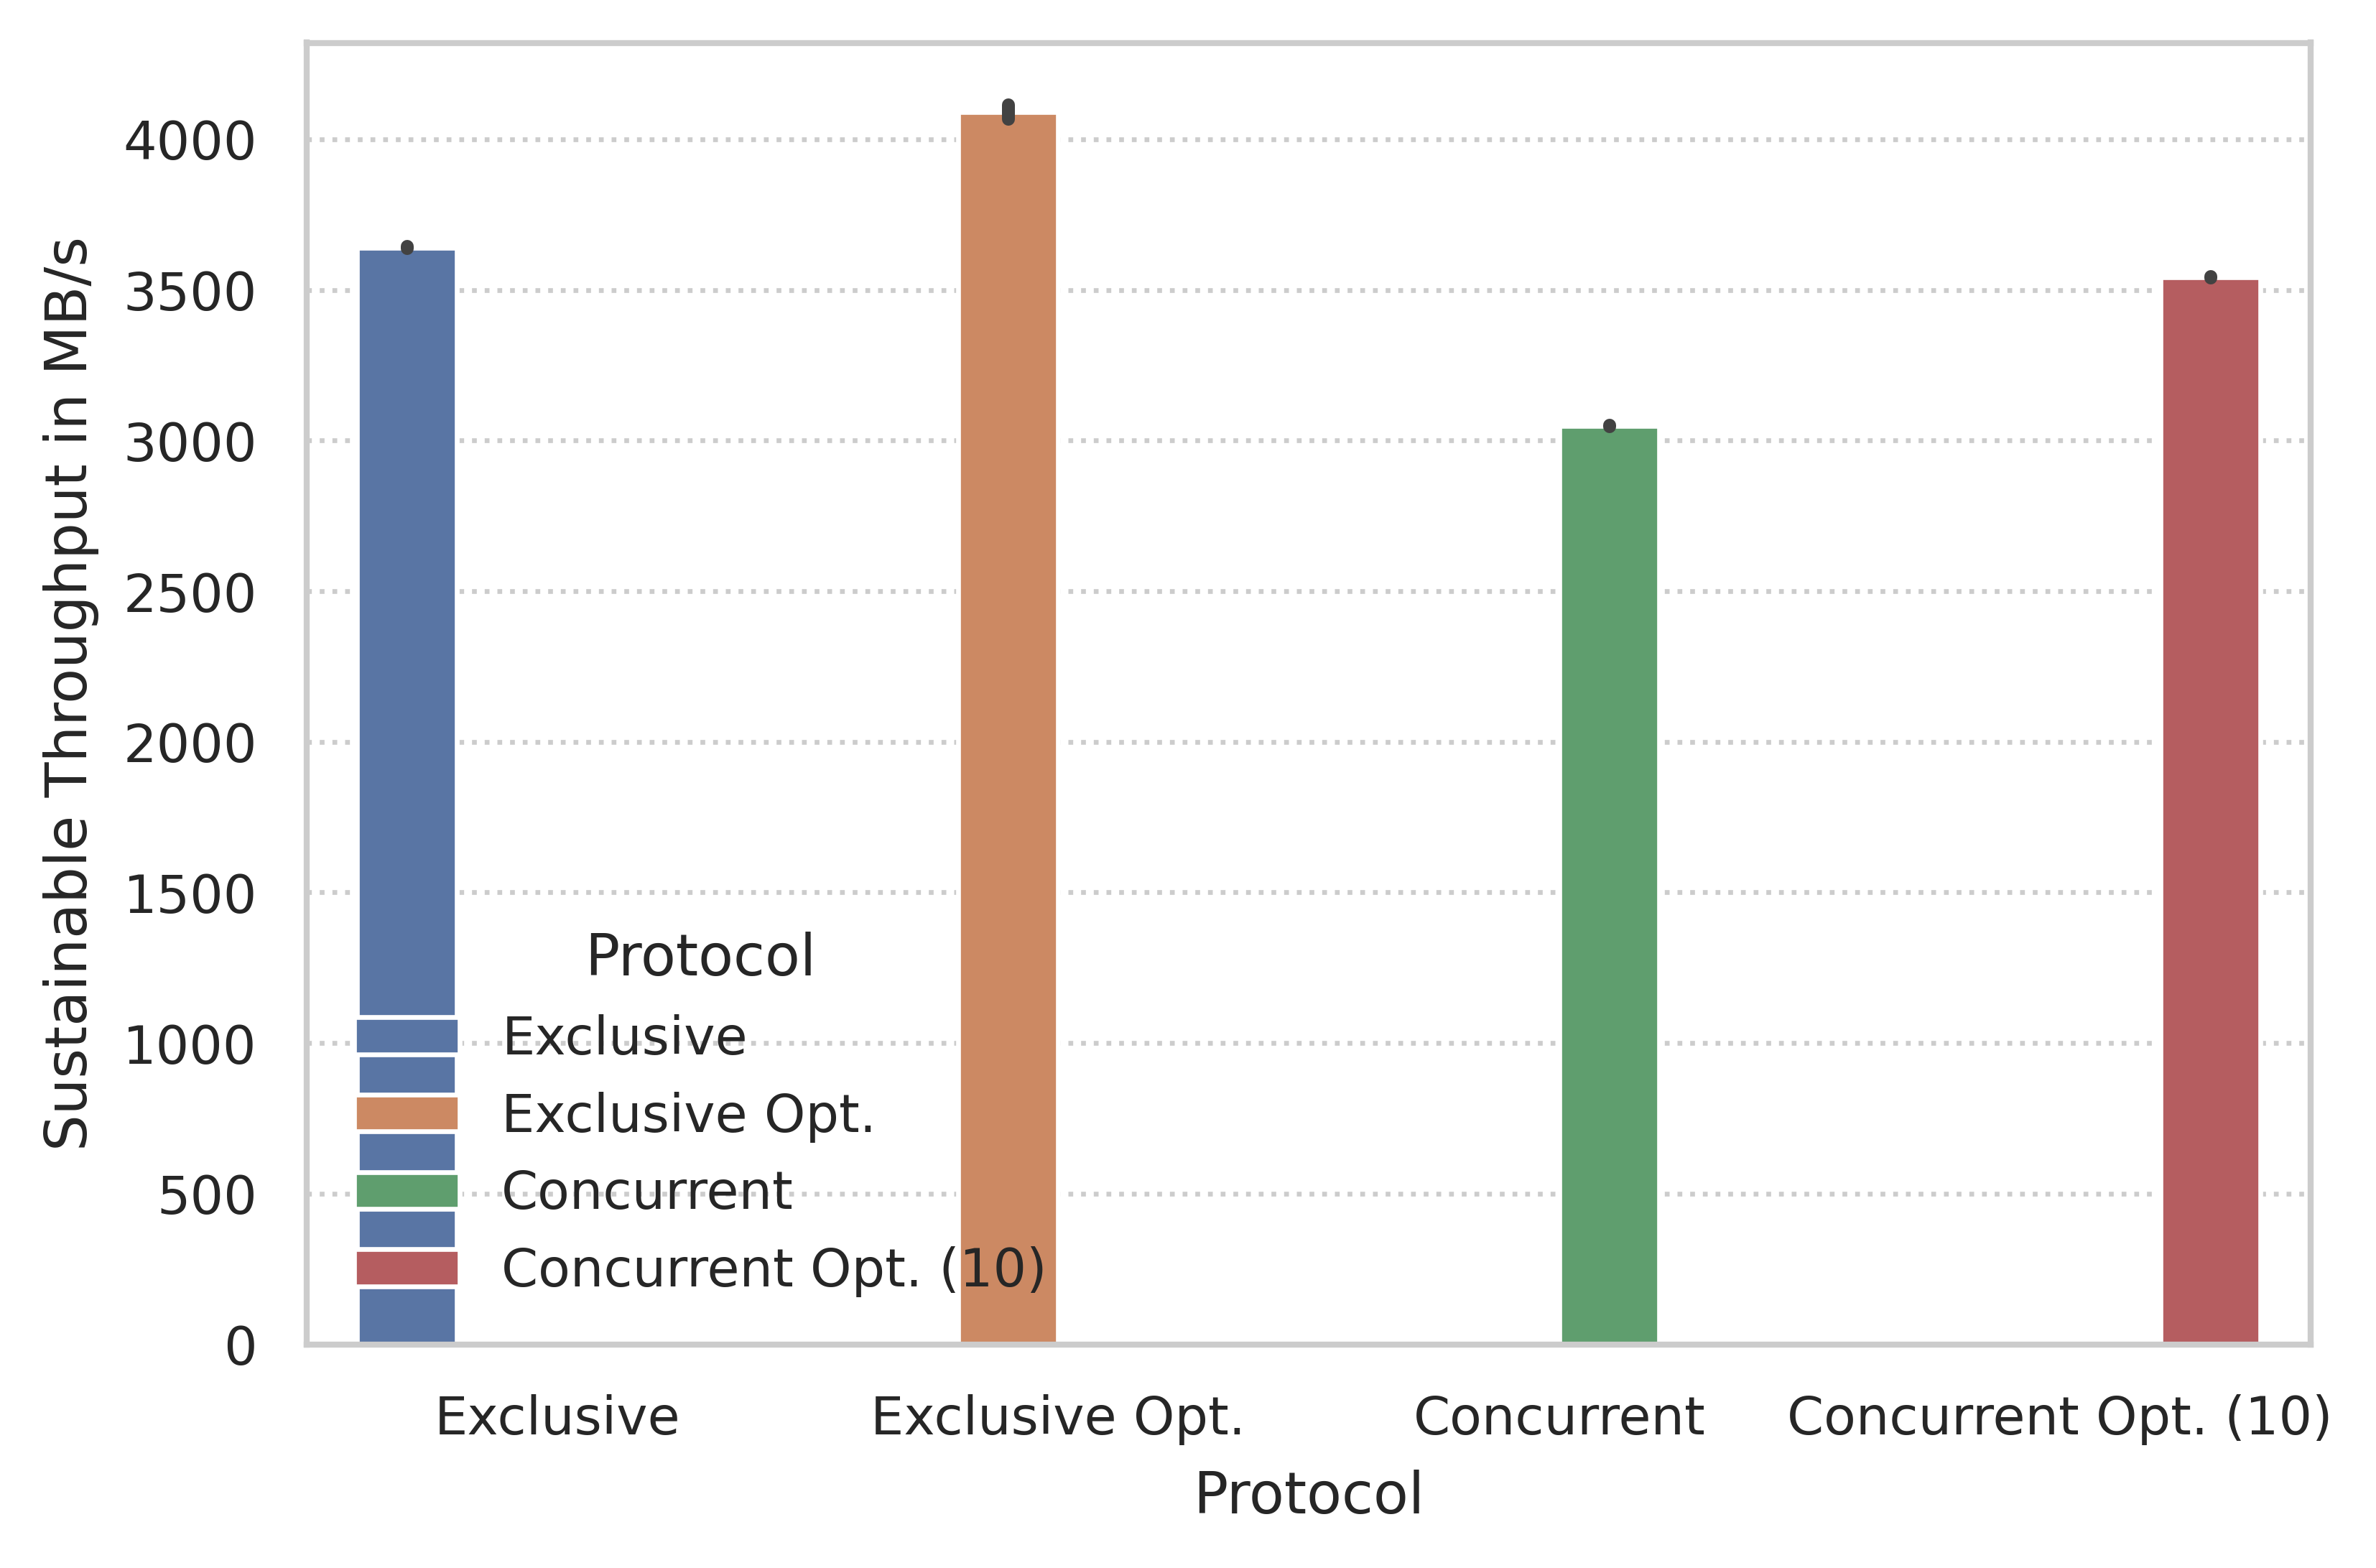 Sustainable Throughput in MB/s
4000
3500
3000
2500
2000
1500
1000
500
0
Protocol
Exclusive
Exclusive Opt.
Concurrent
Concurrent Opt. (10)
Exclusive
Exclusive Opt.
Concurrent
Concurrent Opt. (10)
Protocol